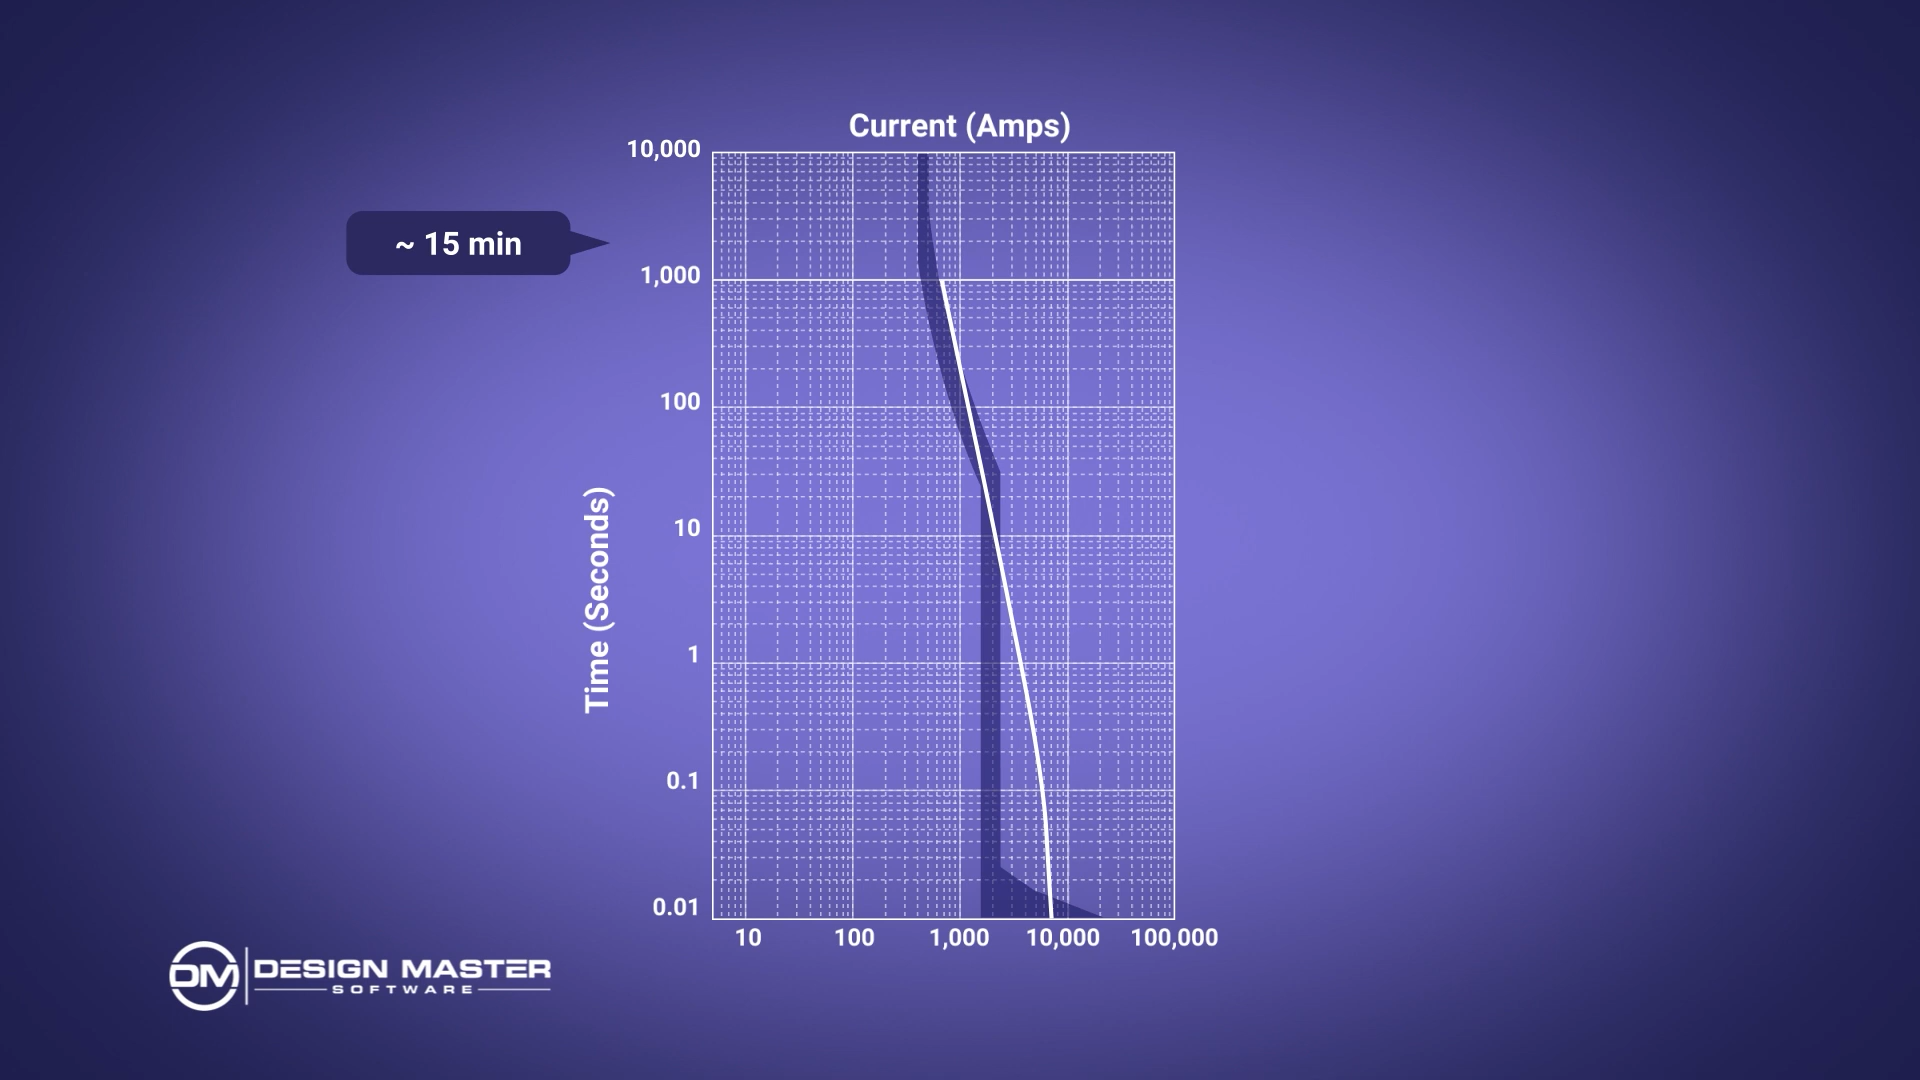 Current (Amps)
10,000
~ 15 min
1,000
100
10
Time (Seconds)
1
0.1
0.01
10 100 1,000 10,000 100,000
DM DESIGN MASTER
SOFTWARE